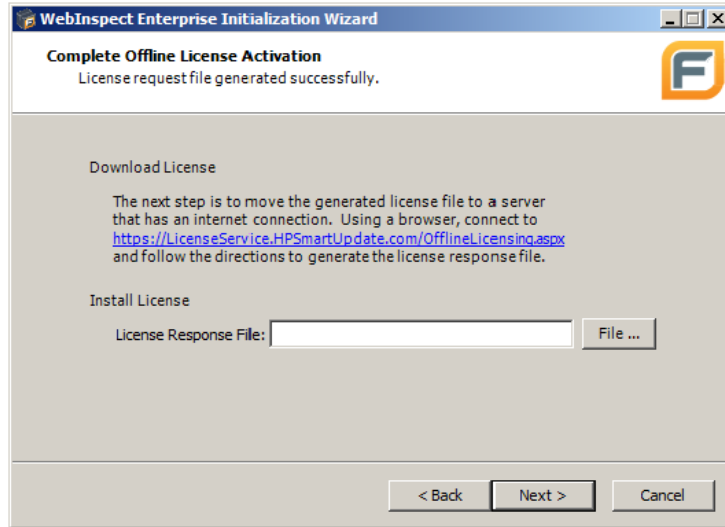 WebInspect Enterprise Initialization Wizard
Complete Offline License Activation
License request file generated successfully.
Download License
The next step is to move the generated license file to a server
that has an internet connection.  Using a browser, connect to
https://LicenseService.HPSmartUpdate.com/OfflineLicensing.aspx
and follow the directions to generate the license response file.
Install License
License Response File:
File ...
< Back
Next >
Cancel